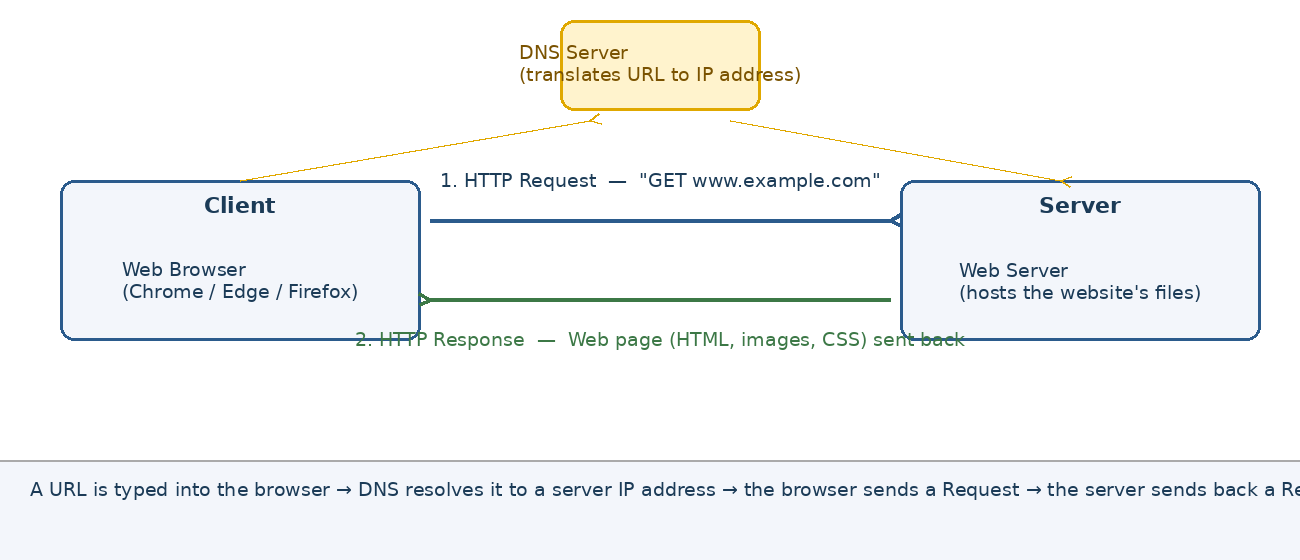 DNS Server
(translates URL to IP address)
1. HTTP Request — "GET www.example.com"
Client
Server
Web Browser
(Chrome / Edge / Firefox)
Web Server
(hosts the website's files)
2. HTTP Response — Web page (HTML, images, CSS) sent back
A URL is typed into the browser → DNS resolves it to a server IP address → the browser sends a Request → the server sends back a